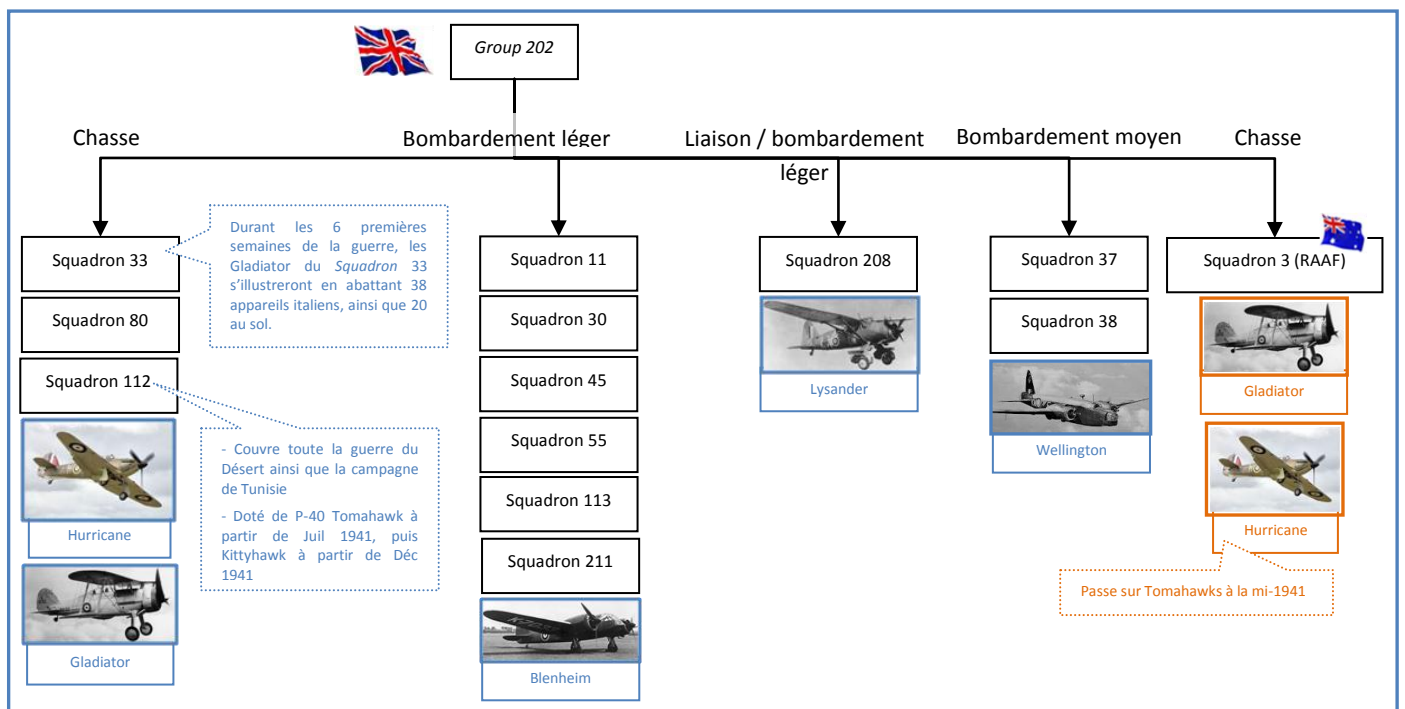 Group 202
Chasse
Bombardement léger
Liaison / bombardement
léger
Bombardement moyen
Chasse
Squadron 33
Squadron 80
Squadron 112
Hurricane
Gladiator
Durant les 6 premières
semaines de la guerre, les
Gladiator du Squadron 33
s'illustreront en abattant 38
appareils italiens, ainsi que 20
au sol.
- Couvre toute la guerre du
Désert ainsi que la campagne
de Tunisie
- Doté de P-40 Tomahawk à
partir de Juil 1941, puis
Kittyhawk à partir de Déc
1941
Squadron 11
Squadron 30
Squadron 45
Squadron 55
Squadron 113
Squadron 211
Blenheim
Squadron 208
Lysander
Squadron 37
Squadron 38
Wellington
Squadron 3 (RAAF)
Gladiator
Hurricane
Passe sur Tomahawks à la mi-1941